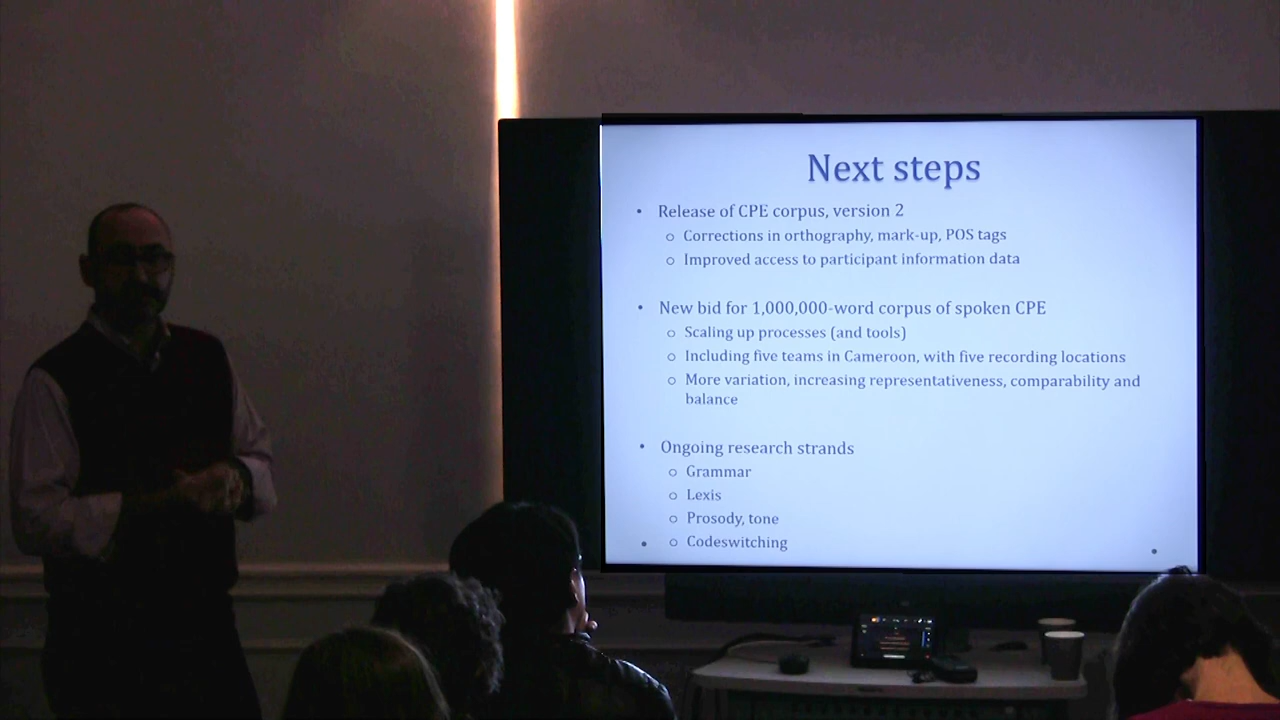 Next steps
• Release of CPE corpus, version 2
o Corrections in orthography, mark-up, POS tags
o Improved access to participant information data
• New bid for 1,000,000-word corpus of spoken CPE
o Scaling up processes (and tools)
o Including five teams in Cameroon, with five recording locations
o More variation, increasing representativeness, comparability and
balance
• Ongoing research strands
o Grammar
o Lexis
o Prosody, tone
o Codeswitching